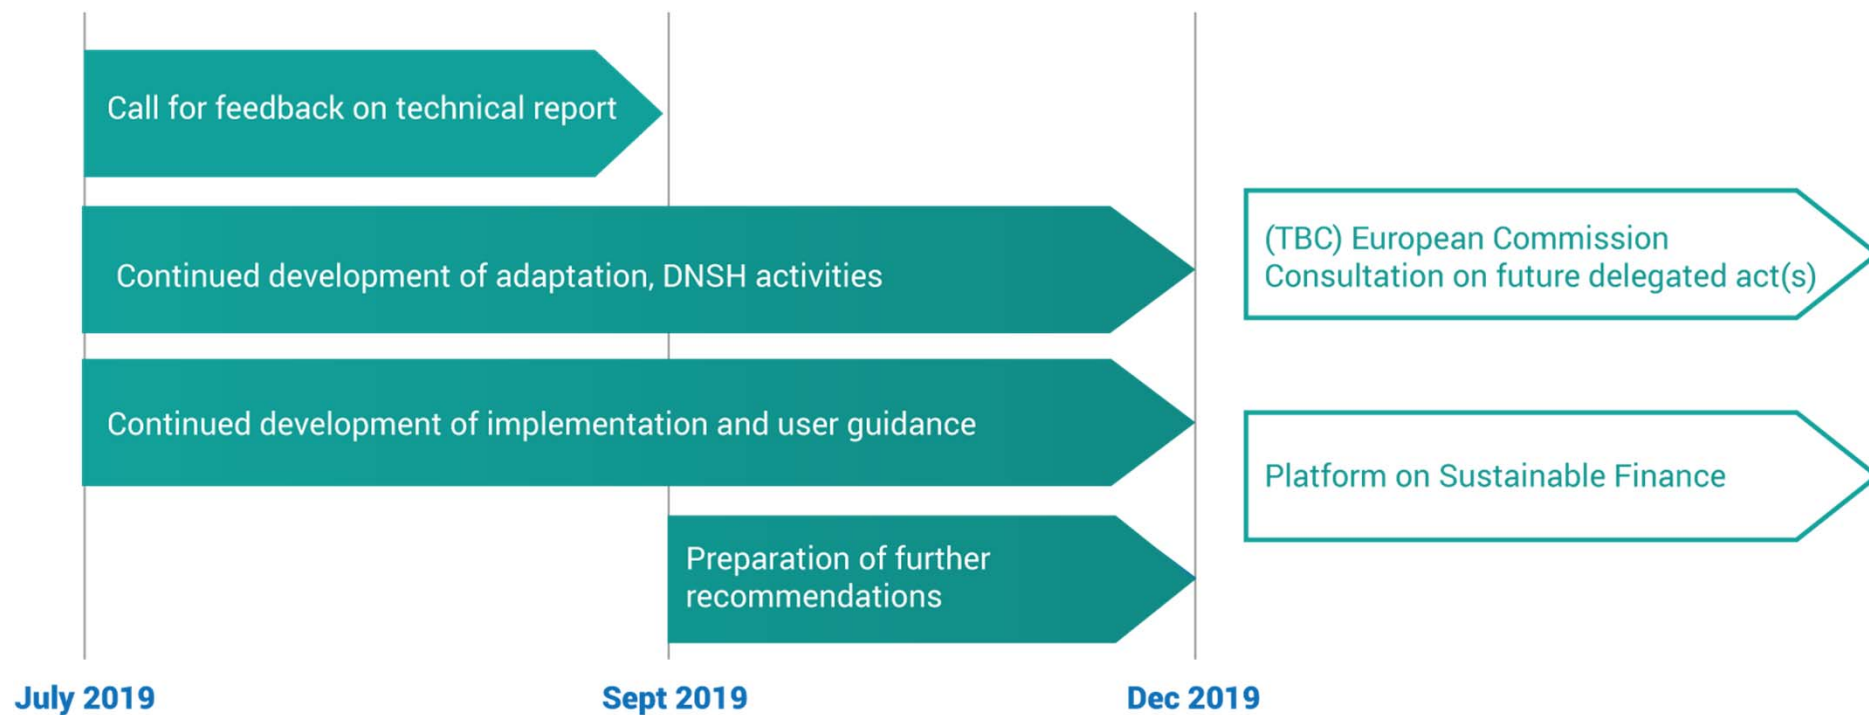 Call for feedback on technical report
Continued development of adaptation, DNSH activities
(TBC) European Commission
Consultation on future delegated act(s)
Continued development of implementation and user guidance
Platform on Sustainable Finance
Preparation of further
recommendations
July 2019
Sept 2019
Dec 2019